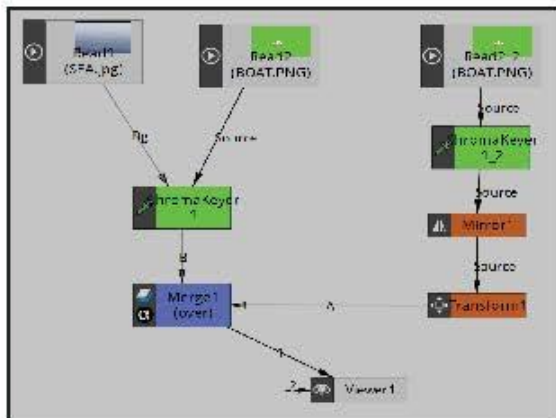 Read1
(SEA.jpg)
Read2
(BOAT.PNG)
Read2_2
(BOAT.PNG)
Source
Bg
Source
ChromaKeyer
1_2
Source
ChromaKeyer
1
Mirror1
B
Source
Merge1
(over)
A
Transform1
1
2
Viewer1